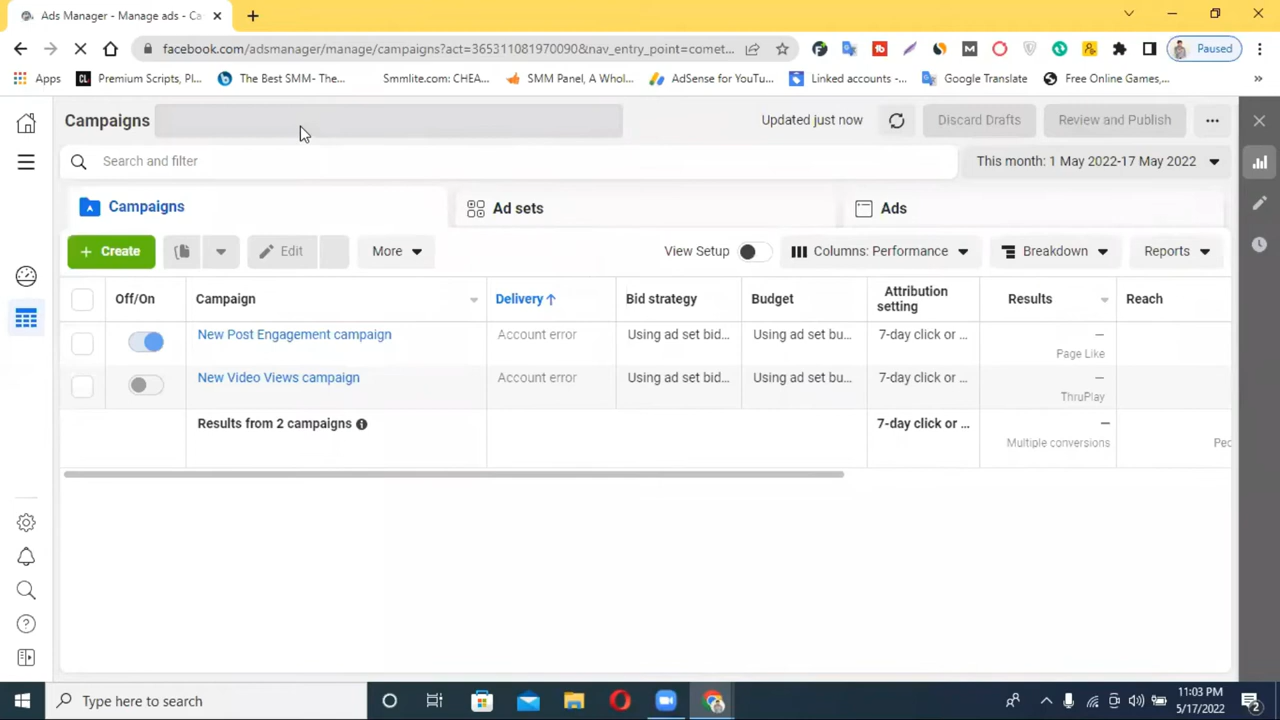 Ads Manager - Manage ads - Ca
facebook.com/adsmanager/manage/campaigns?act=365311081970090&nav_entry_point=comet...
Paused
Apps
Premium Scripts, Pl...
The Best SMM- The...
Smmlite.com: CHEA...
SMM Panel, A Whol...
AdSense for YouTu...
Linked accounts -...
Google Translate
Free Online Games,...
»
Campaigns
Updated just now
Discard Drafts
Review and Publish
Search and filter
This month: 1 May 2022-17 May 2022
Campaigns
Ad sets
Ads
+ Create
Edit
More
View Setup
Columns: Performance
Breakdown
Reports
Off/On
Campaign
Delivery ↑
Bid strategy
Budget
Attribution
setting
Results
Reach
New Post Engagement campaign
Account error
Using ad set bid...
Using ad set bu...
7-day click or ...
—
Page Like
New Video Views campaign
Account error
Using ad set bid...
Using ad set bu...
7-day click or ...
—
ThruPlay
Results from 2 campaigns
7-day click or ...
—
Multiple conversions
Pec
Type here to search
11:03 PM
5/17/2022
2